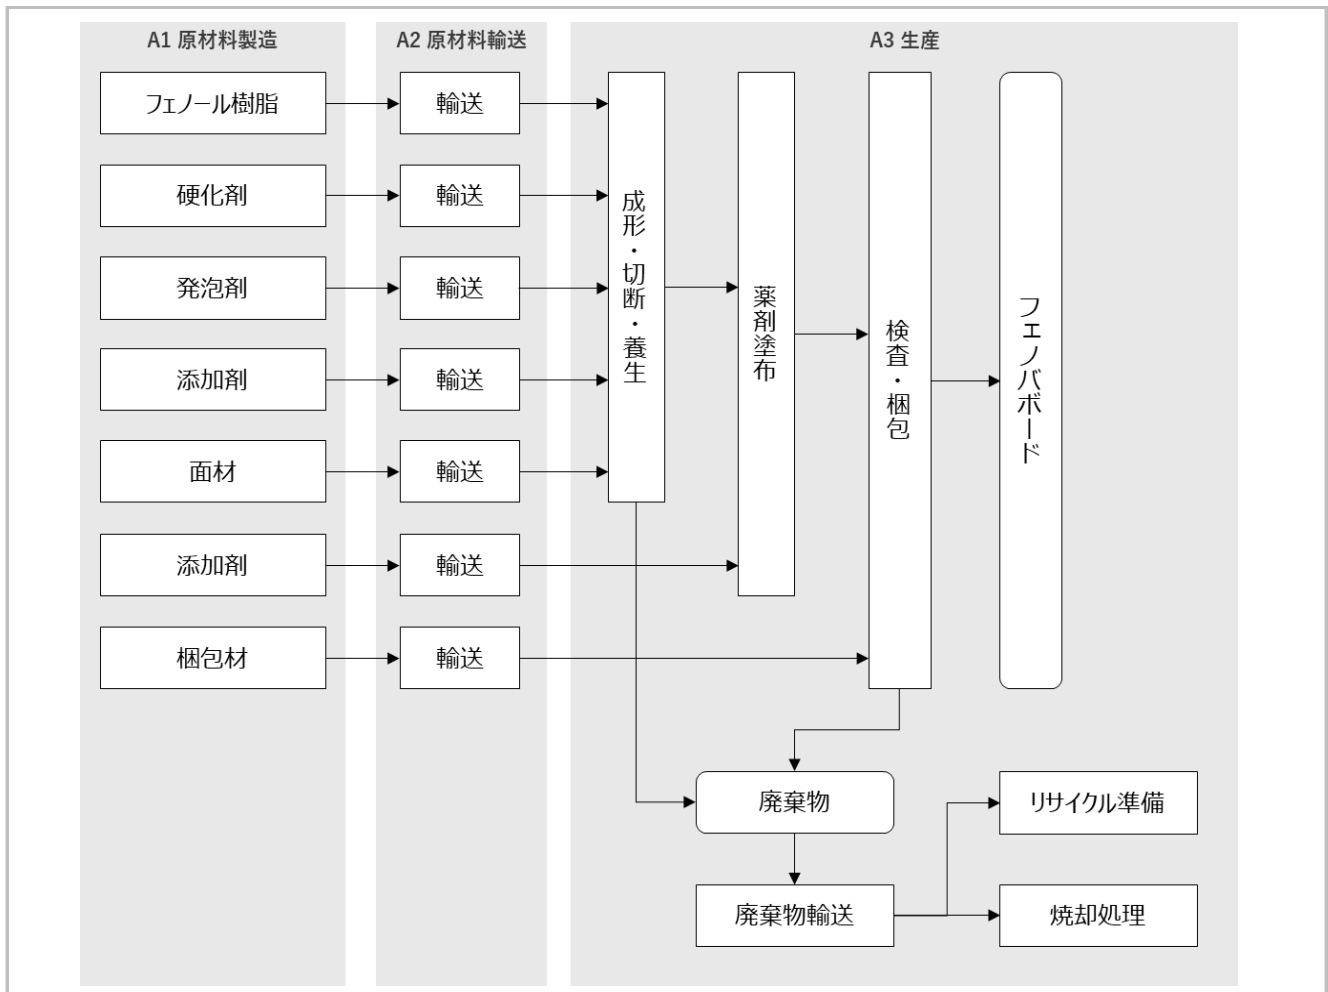 A1 原材料製造
A2 原材料輸送
A3 生産
フェノール樹脂
輸送
硬化剤
輸送
発泡剤
輸送
添加剤
輸送
面材
輸送
添加剤
輸送
梱包材
輸送
成形・切断・養生
薬剤塗布
検査・梱包
フェノバボード
廃棄物
リサイクル準備
廃棄物輸送
焼却処理